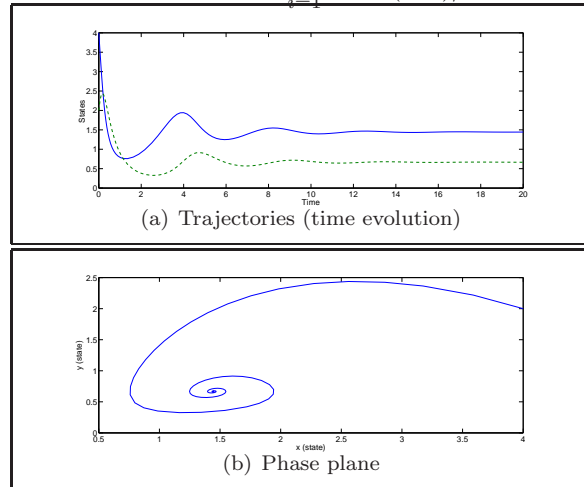 4
3.5
3
2.5
2
1.5
1
0.5
0
States
0 2 4 6 8 10 12 14 16 18 20
Time
(a) Trajectories (time evolution)
2.5
2
1.5
1
0.5
0
y (state)
0.5 1 1.5 2 2.5 3 3.5 4
x (state)
(b) Phase plane